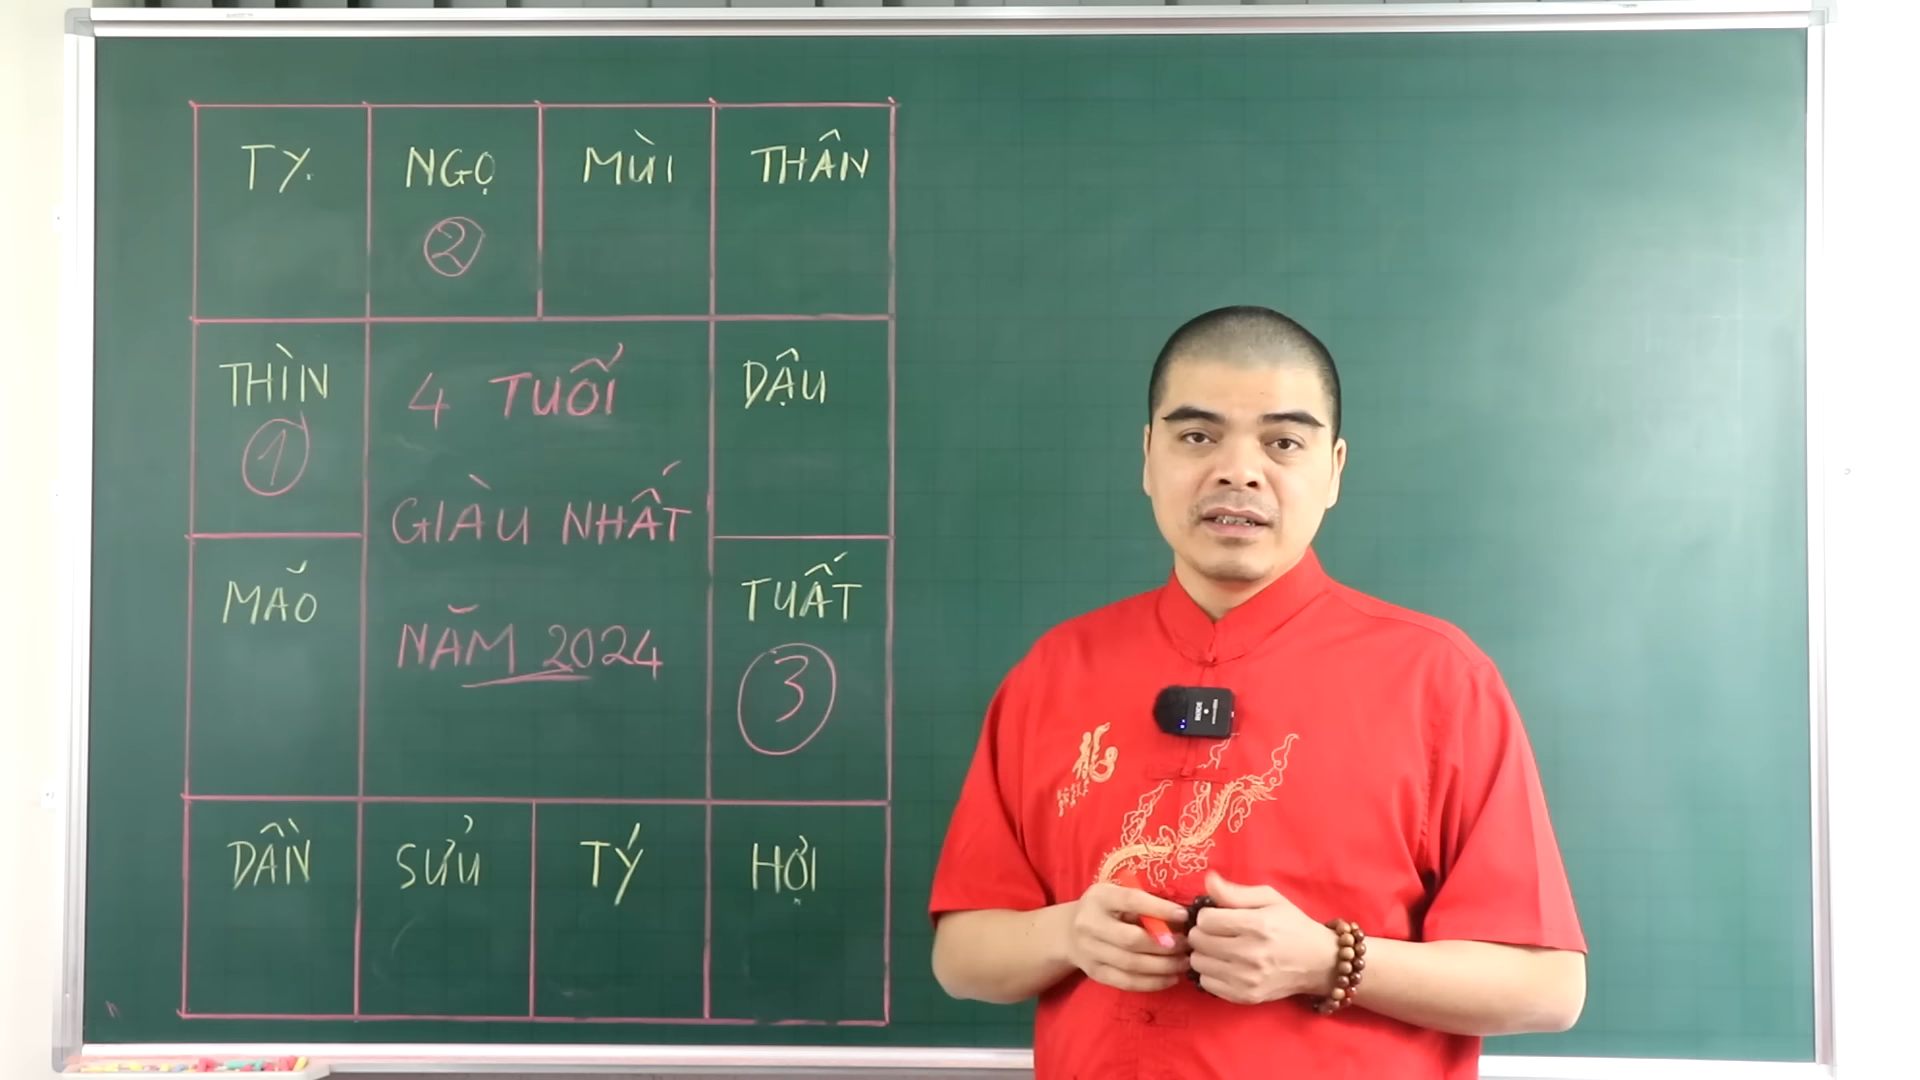 TỴ
NGỌ
MÙI
THÂN
②
THÌN
①
4 TUỔI
GIÀU NHẤT
NĂM 2024
DẬU
MÃO
TUẤT
③
DẦN
SỬU
TÝ
HỢI